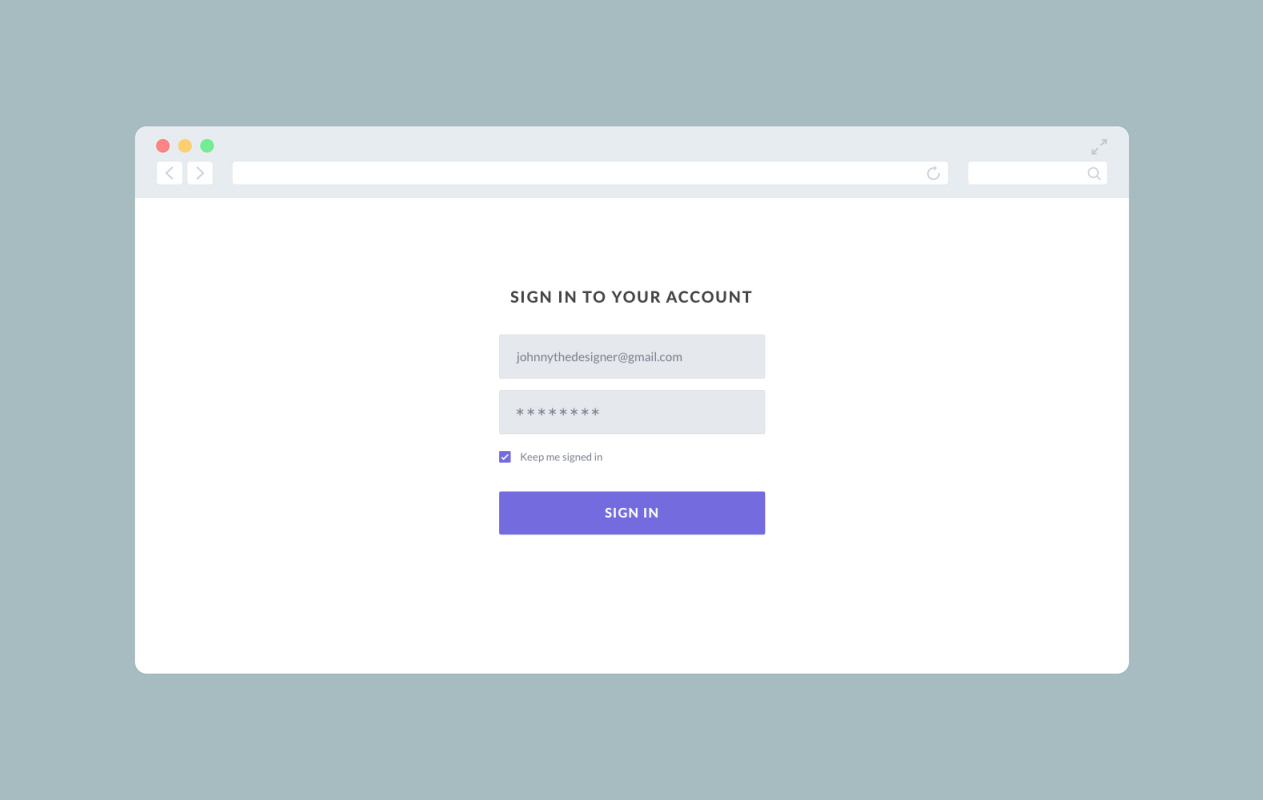 SIGN IN TO YOUR ACCOUNT
johnnythedesigner@gmail.com
********
Keep me signed in
SIGN IN